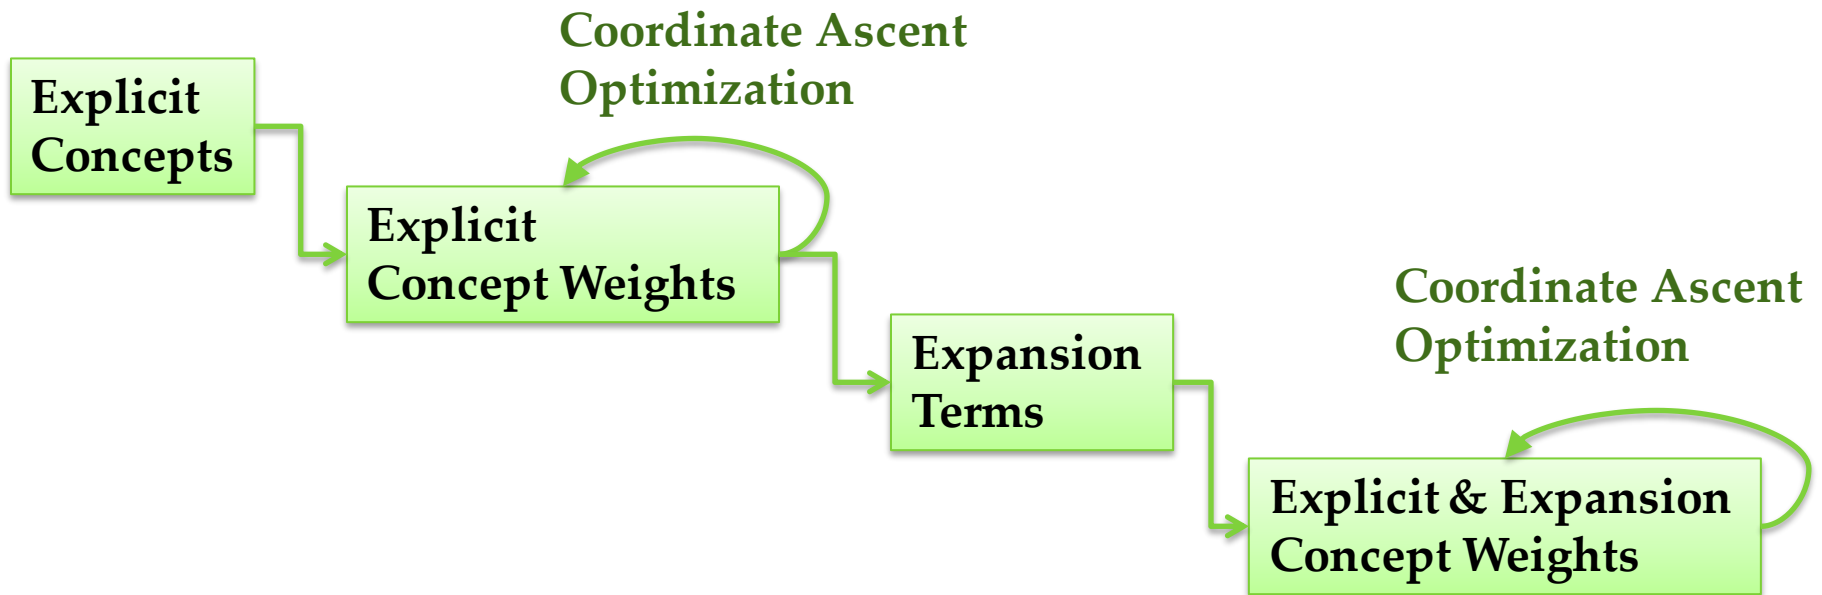 Coordinate Ascent
Optimization
Explicit
Concepts
Explicit
Concept Weights
Coordinate Ascent
Optimization
Expansion
Terms
Explicit & Expansion
Concept Weights